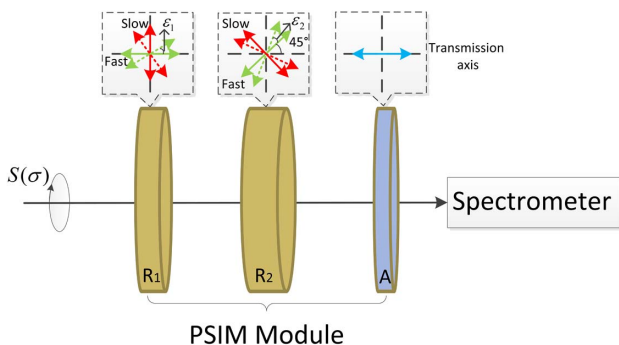 Slow
ε₁
Fast
Slow
ε₂
45°
Fast
Transmission
axis
S(σ)
Spectrometer
R₁
R₂
A
PSIM Module